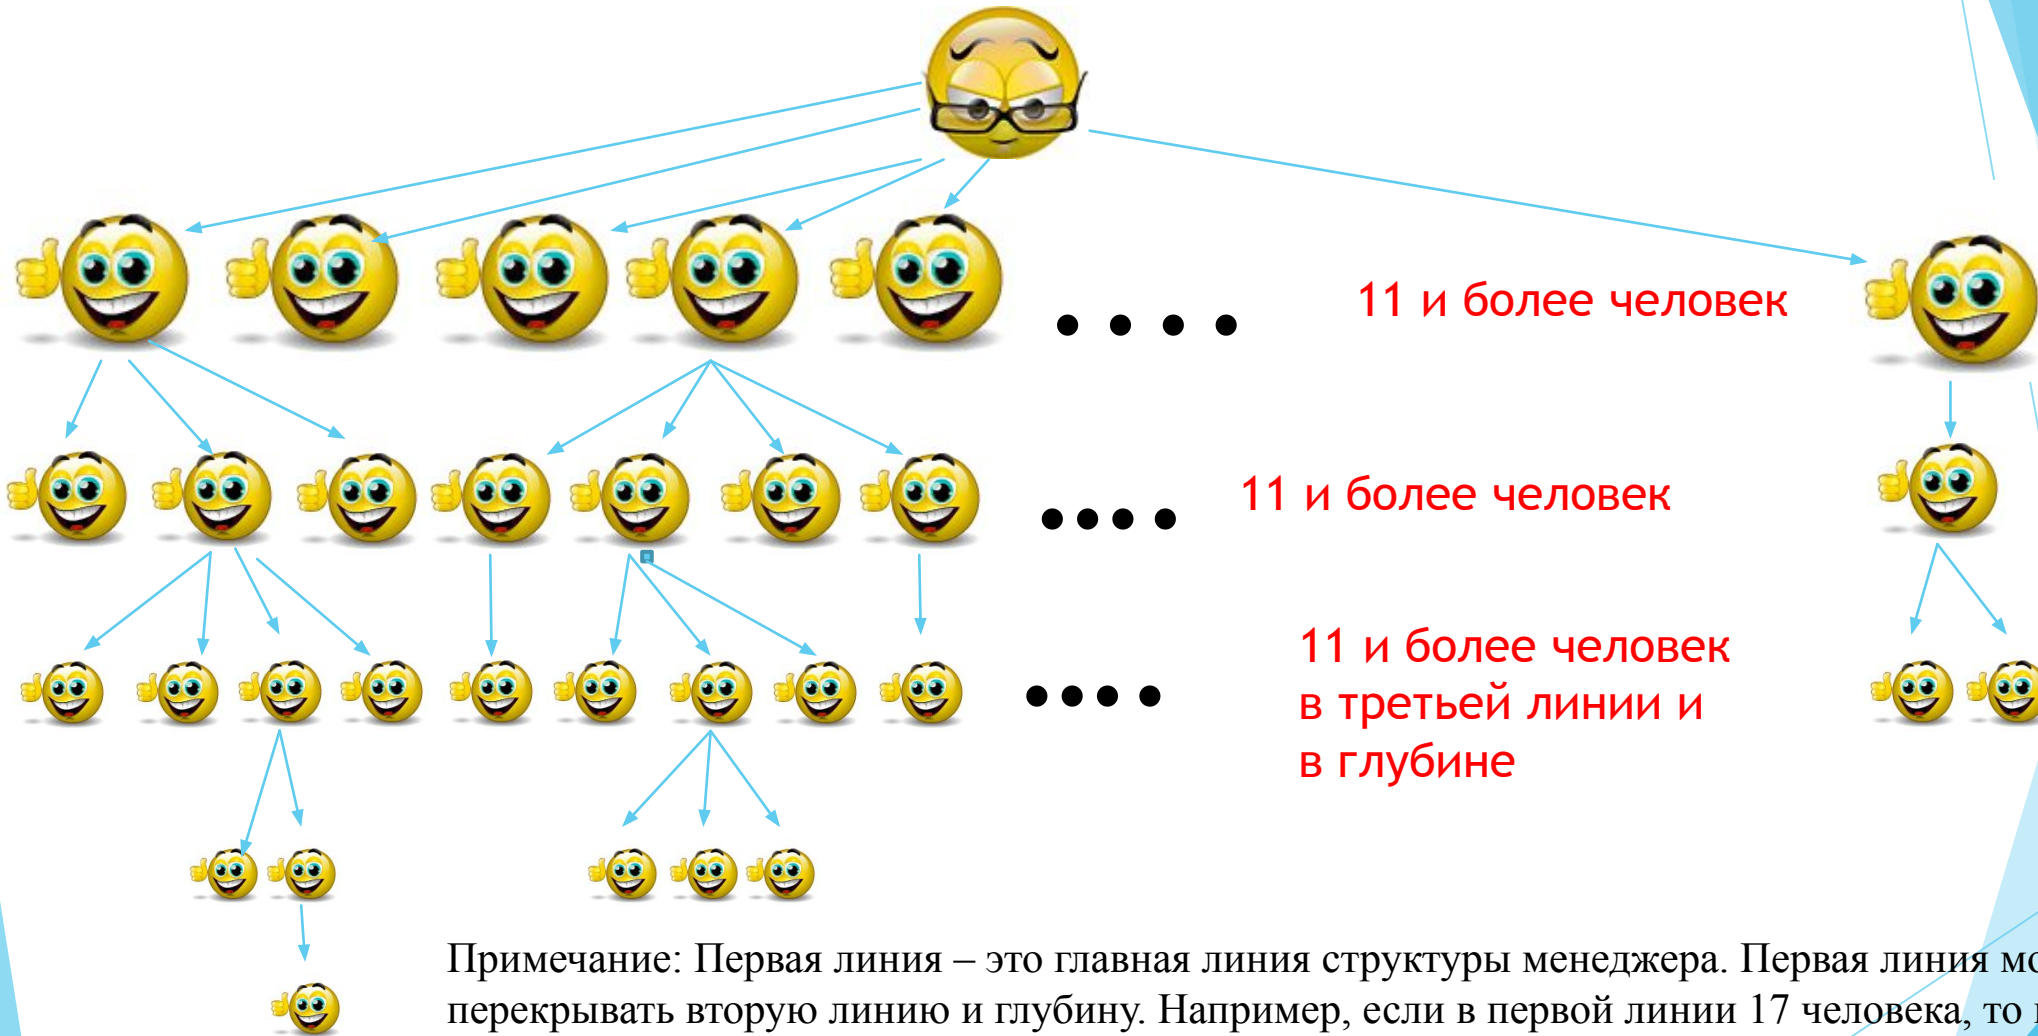 11 и более человек
11 и более человек
11 и более человек
в третьей линии и
в глубине
Примечание: Первая линия – это главная линия структуры менеджера. Первая линия
перекрывать вторую линию и глубину. Например, если в первой линии 17 человека, то